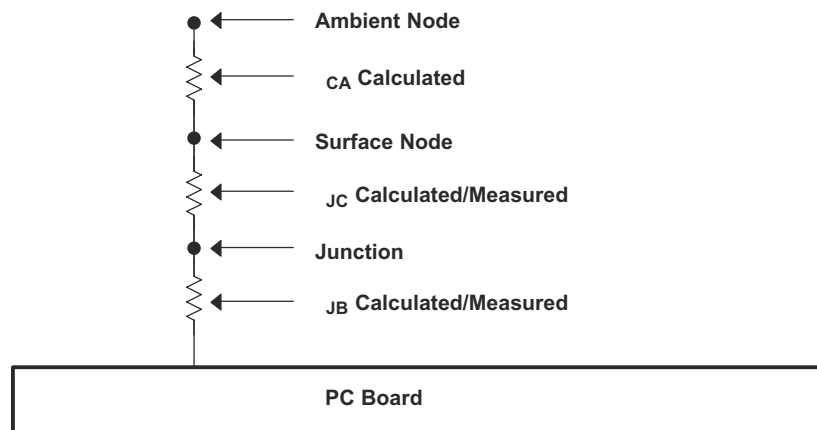 Ambient Node
CA Calculated
Surface Node
JC Calculated/Measured
Junction
JB Calculated/Measured
PC Board